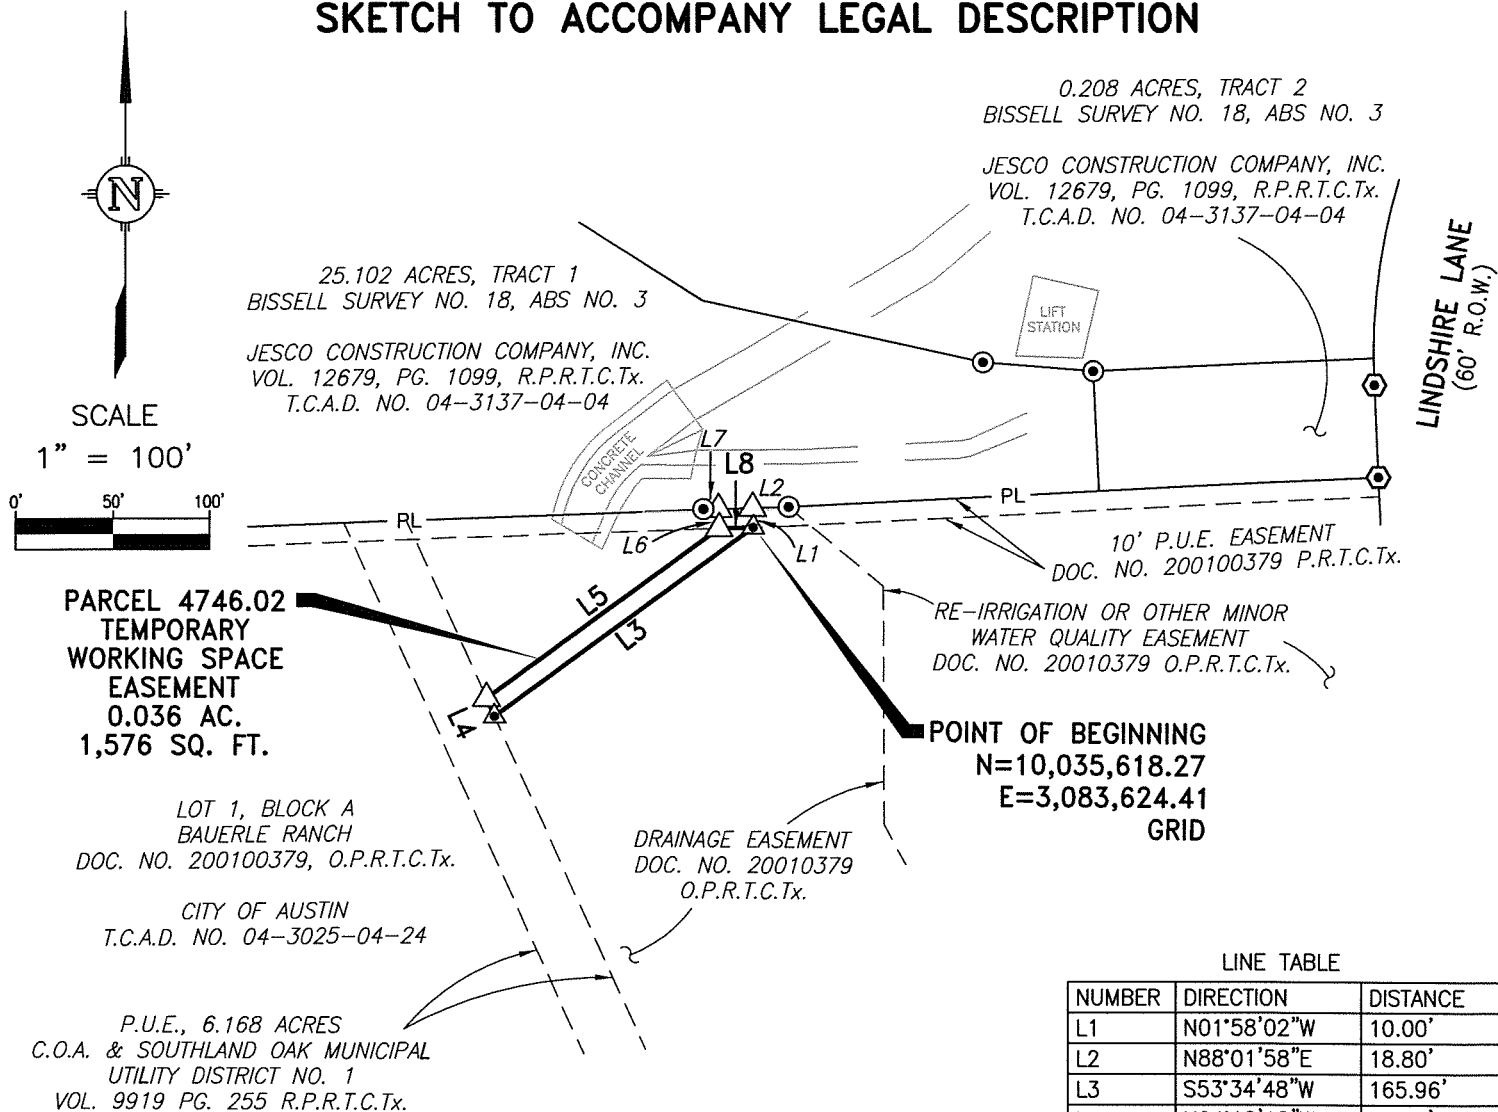 SKETCH TO ACCOMPANY LEGAL DESCRIPTION
0.208 ACRES, TRACT 2
BISSELL SURVEY NO. 18, ABS NO. 3
JESCO CONSTRUCTION COMPANY, INC.
VOL. 12679, PG. 1099, R.P.R.T.C.Tx.
T.C.A.D. NO. 04-3137-04-04
N
LINDSHIRE LANE
(60' R.O.W.)
25.102 ACRES, TRACT 1
BISSELL SURVEY NO. 18, ABS NO. 3
JESCO CONSTRUCTION COMPANY, INC.
VOL. 12679, PG. 1099, R.P.R.T.C.Tx.
T.C.A.D. NO. 04-3137-04-04
LIFT
STATION
SCALE
1" = 100'
0' 50' 100'
CONCRETE
CHANNEL
L7
L8
L2
PL
PL
L6
L1
10' P.U.E. EASEMENT
DOC. NO. 200100379 P.R.T.C.Tx.
L5
L3
L4
PARCEL 4746.02
TEMPORARY
WORKING SPACE
EASEMENT
0.036 AC.
1,576 SQ. FT.
RE-IRRIGATION OR OTHER MINOR
WATER QUALITY EASEMENT
DOC. NO. 20010379 O.P.R.T.C.Tx.
POINT OF BEGINNING
N=10,035,618.27
E=3,083,624.41
GRID
LOT 1, BLOCK A
BAUERLE RANCH
DOC. NO. 200100379, O.P.R.T.C.Tx.
CITY OF AUSTIN
T.C.A.D. NO. 04-3025-04-24
DRAINAGE EASEMENT
DOC. NO. 20010379
O.P.R.T.C.Tx.
P.U.E., 6.168 ACRES
C.O.A. & SOUTHLAND OAK MUNICIPAL
UTILITY DISTRICT NO. 1
VOL. 9919 PG. 255 R.P.R.T.C.Tx.
LINE TABLE
NUMBER DIRECTION DISTANCE
L1 N01°58'02"W 10.00'
L2 N88°01'58"E 18.80'
L3 S53°34'48"W 165.96'